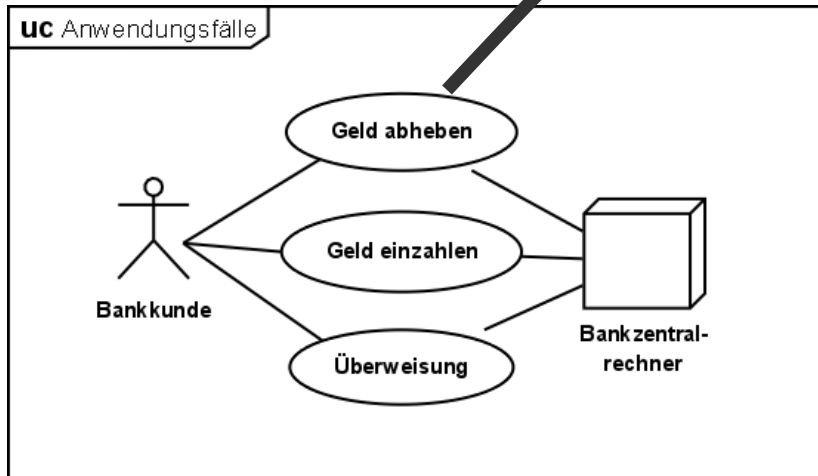 uc Anwendungsfälle
Geld abheben
Geld einzahlen
Bankkunde
Überweisung
Bankzentral-
rechner